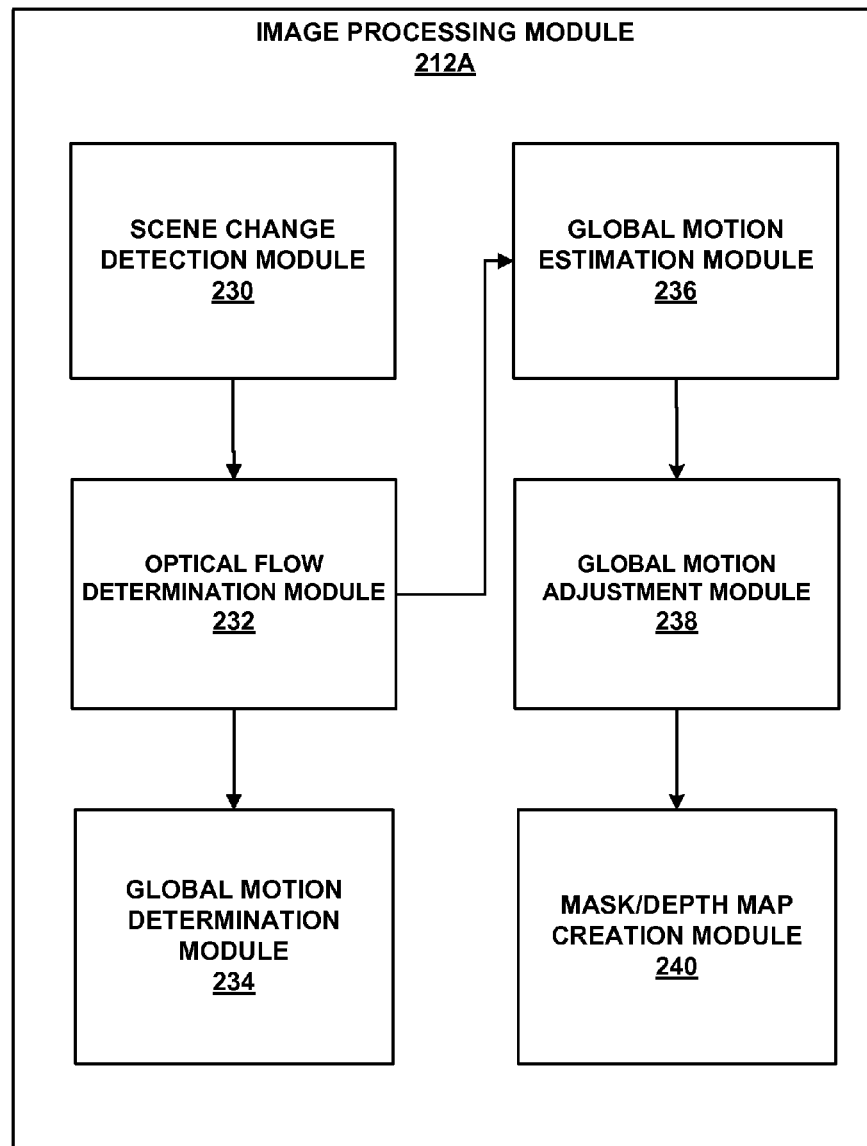 IMAGE PROCESSING MODULE
212A
SCENE CHANGE
DETECTION MODULE
230
OPTICAL FLOW
DETERMINATION MODULE
232
GLOBAL MOTION
DETERMINATION
MODULE
234
GLOBAL MOTION
ESTIMATION MODULE
236
GLOBAL MOTION
ADJUSTMENT MODULE
238
MASK/DEPTH MAP
CREATION MODULE
240